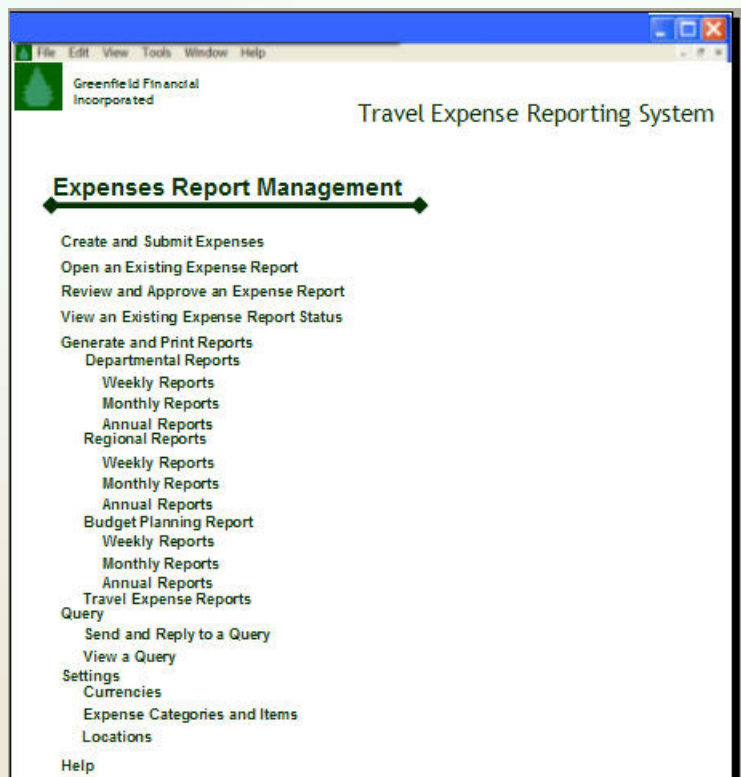 File Edit View Tools Window Help
Greenfield Financial
Incorporated
Travel Expense Reporting System
Expenses Report Management
Create and Submit Expenses
Open an Existing Expense Report
Review and Approve an Expense Report
View an Existing Expense Report Status
Generate and Print Reports
Departmental Reports
Weekly Reports
Monthly Reports
Annual Reports
Regional Reports
Weekly Reports
Monthly Reports
Annual Reports
Budget Planning Report
Weekly Reports
Monthly Reports
Annual Reports
Travel Expense Reports
Query
Send and Reply to a Query
View a Query
Settings
Currencies
Expense Categories and Items
Locations
Help